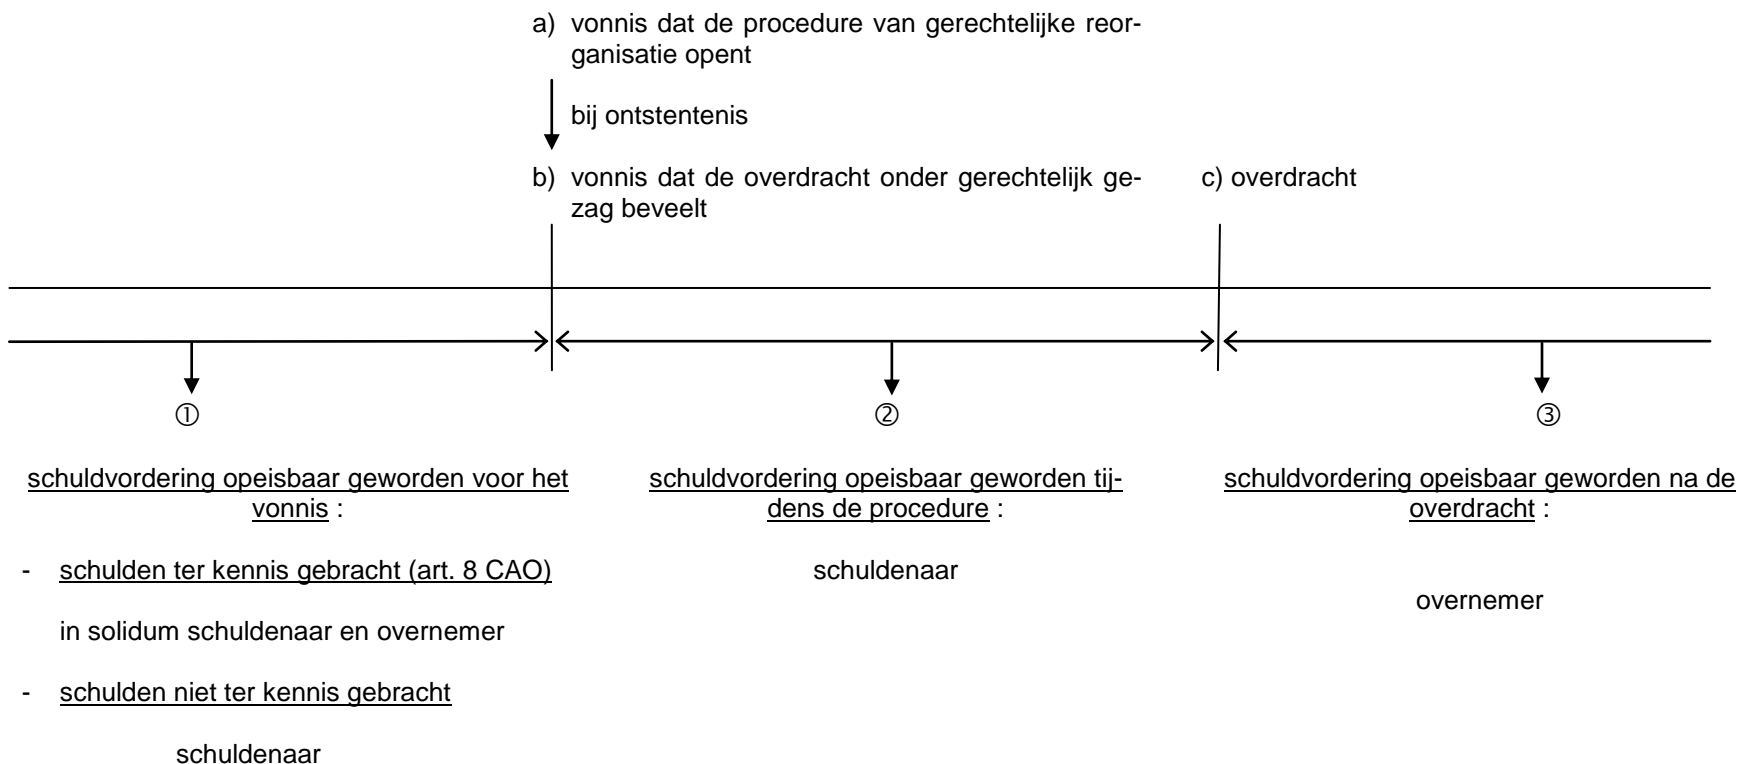 a) vonnis dat de procedure van gerechtelijke reor-
ganisatie opent
bij ontstentenis
b) vonnis dat de overdracht onder gerechtelijk ge-
zag beveelt
c) overdracht
①
②
③
schuldvordering opeisbaar geworden voor het
vonnis :
- schulden ter kennis gebracht (art. 8 CAO)
in solidum schuldenaar en overnemer
- schulden niet ter kennis gebracht
schuldenaar
schuldvordering opeisbaar geworden tij-
dens de procedure :
schuldenaar
schuldvordering opeisbaar geworden na de
overdracht :
overnemer